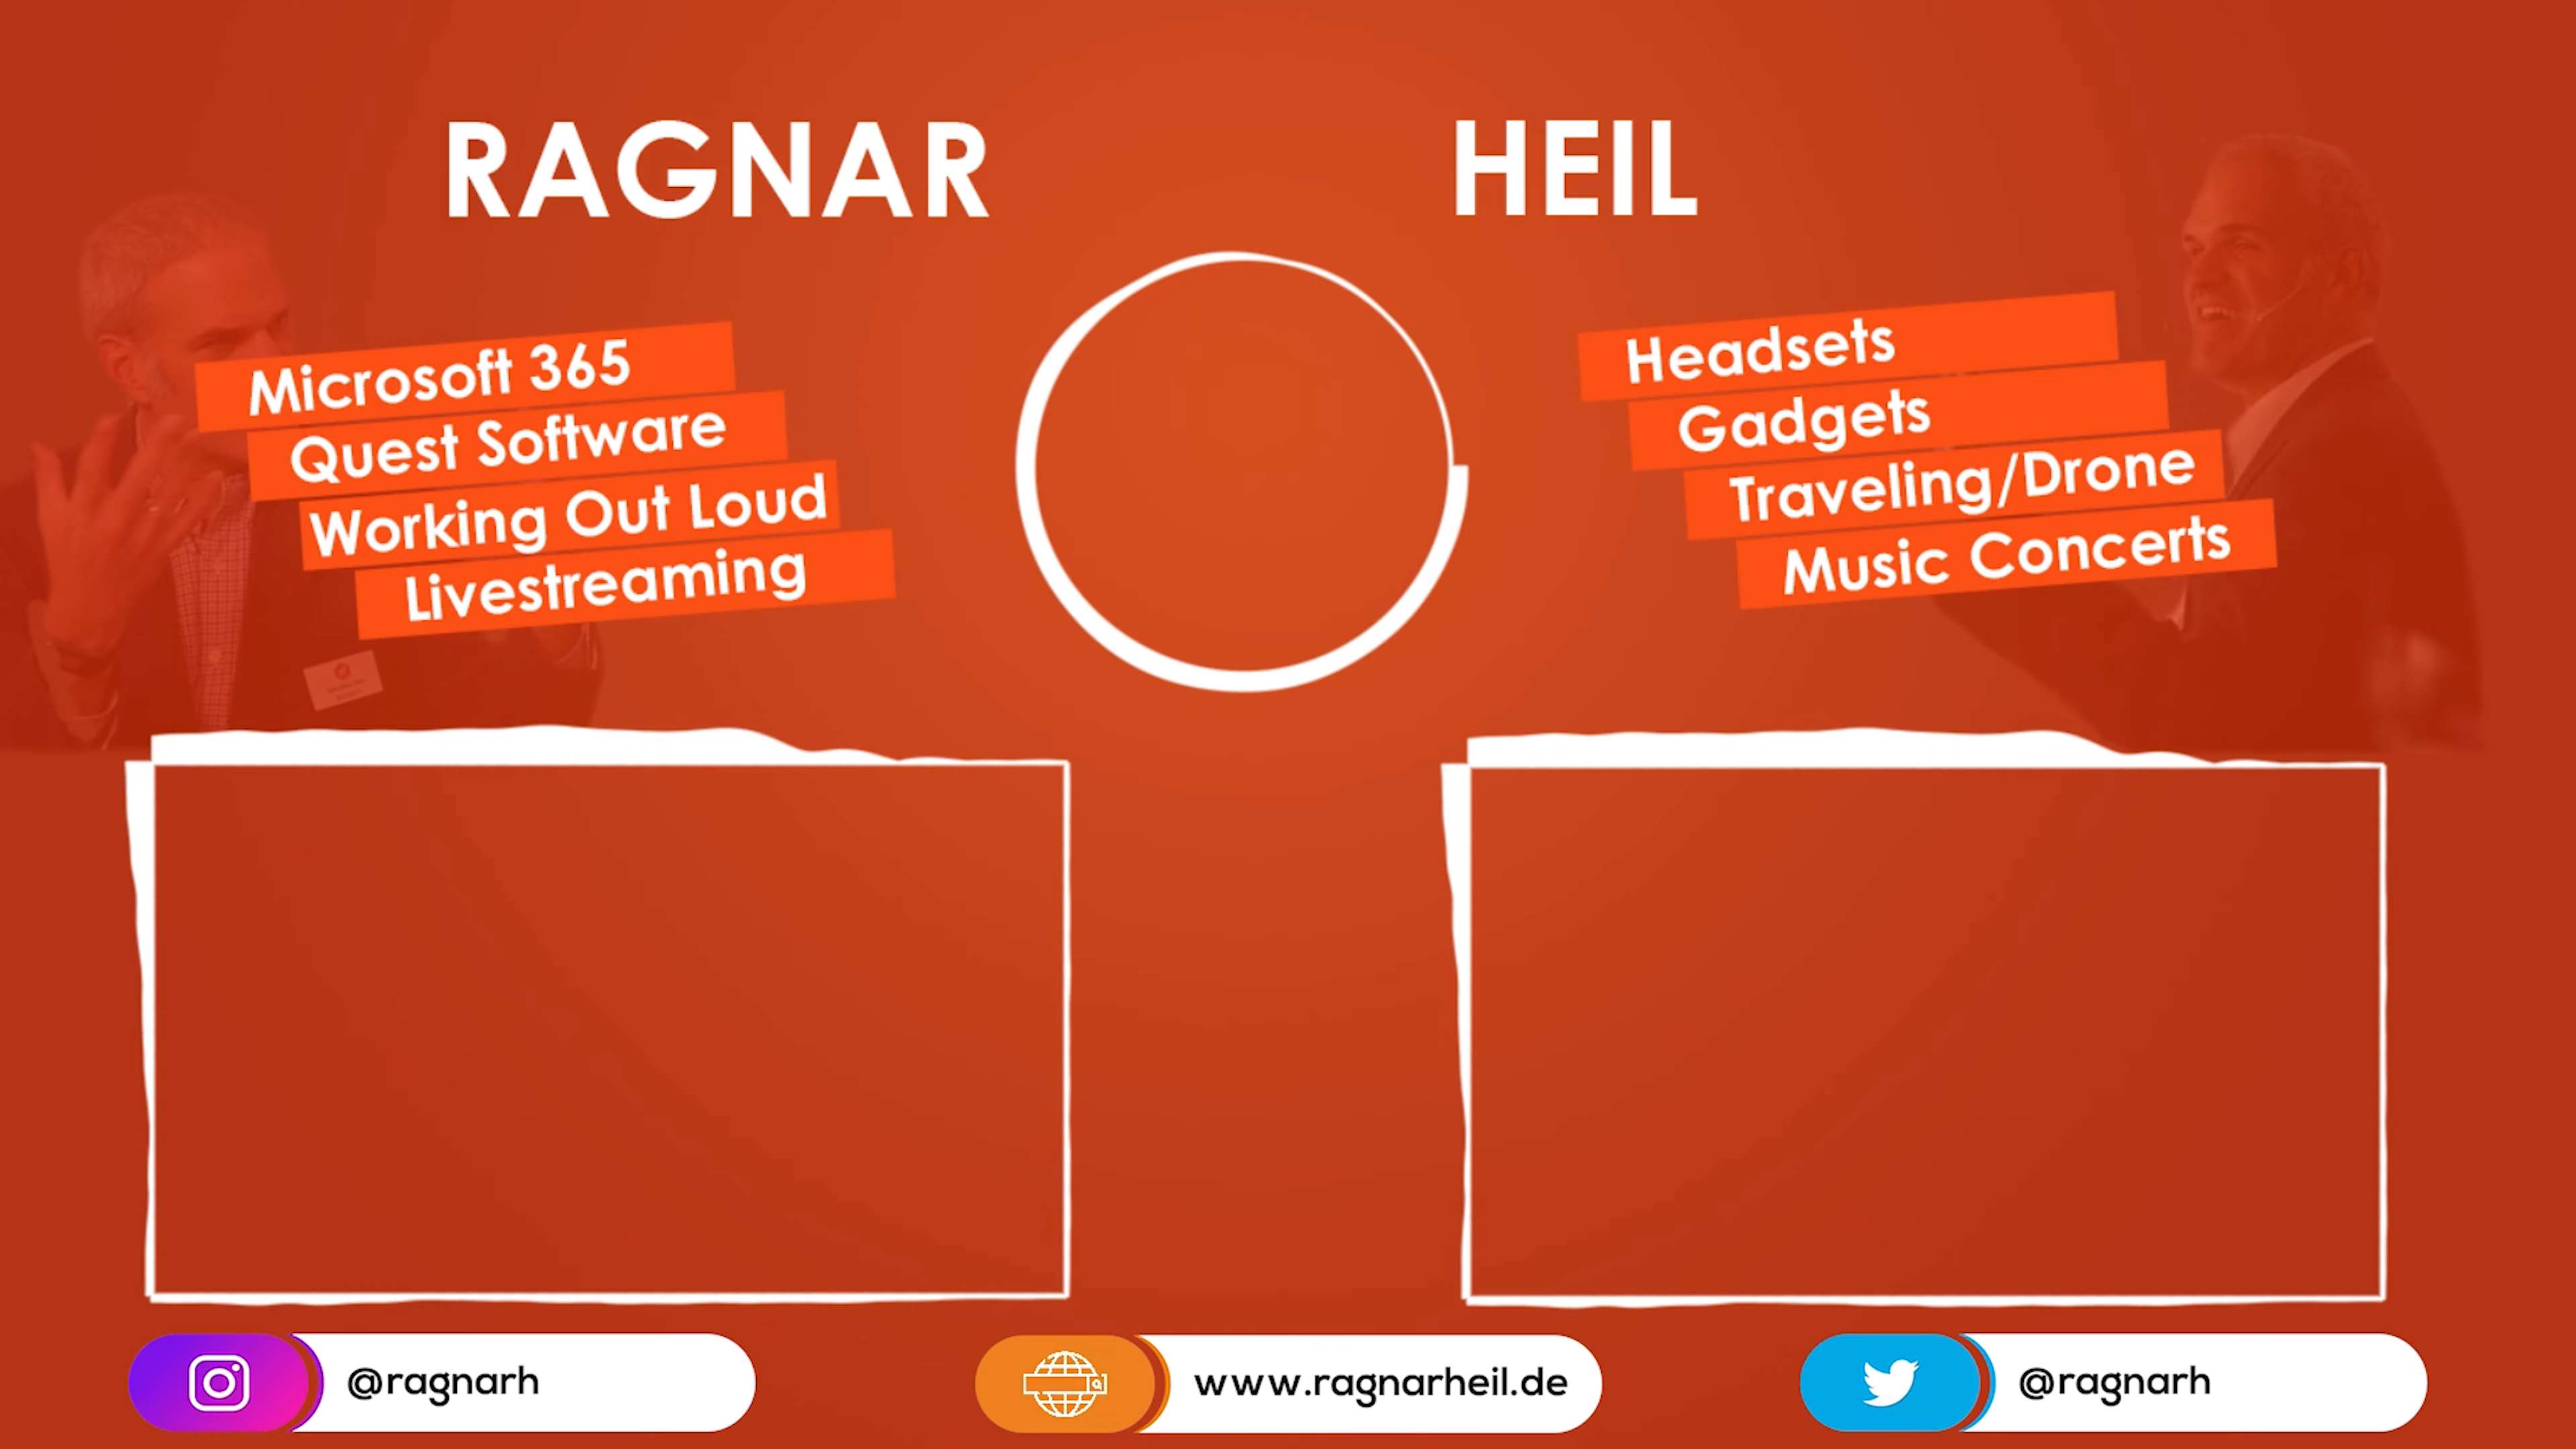 RAGNAR HEIL
Microsoft 365
Quest Software
Working Out Loud
Livestreaming
Headsets
Gadgets
Traveling/Drone
Music Concerts
@ragnarh
www.ragnarheil.de
@ragnarh